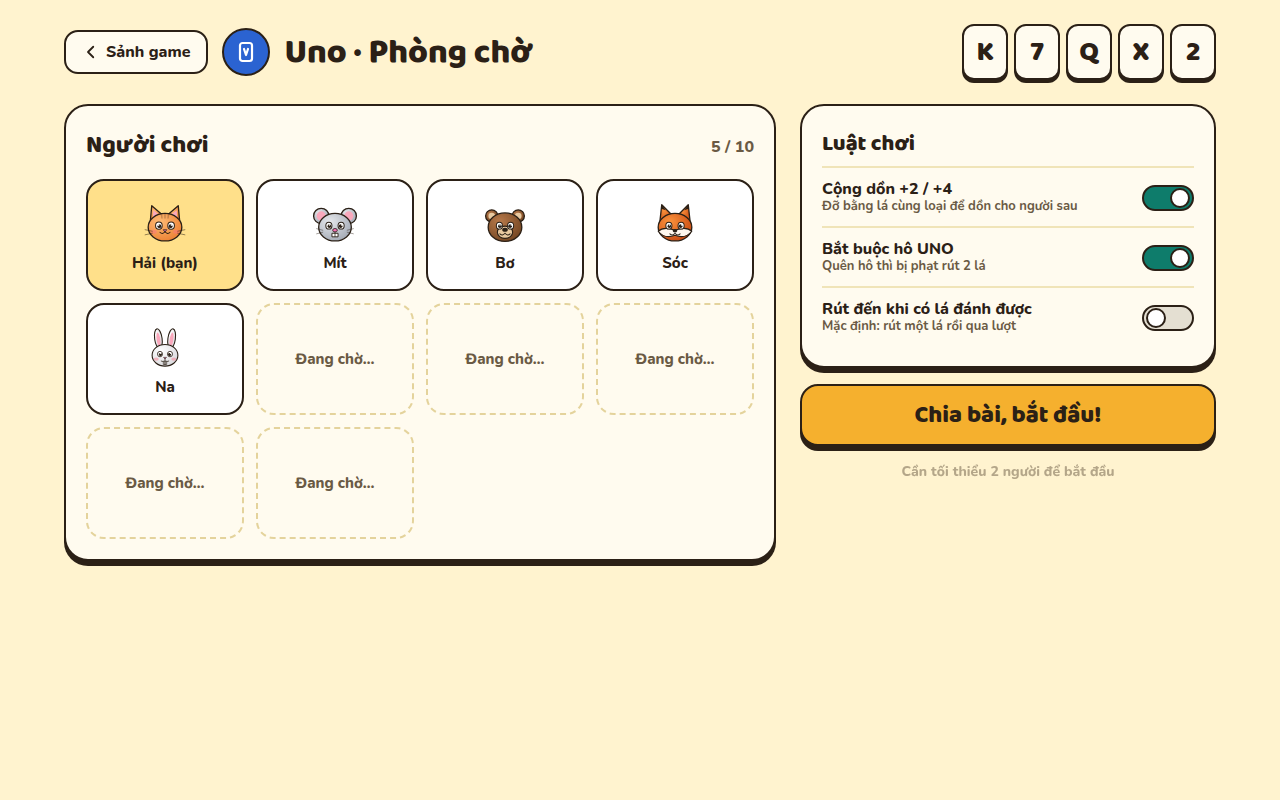 Sảnh game
Uno • Phòng chờ
K 7 Q X 2
Người chơi
5 / 10
Hải (bạn)
Mít
Bơ
Sóc
Na
Đang chờ...
Đang chờ...
Đang chờ...
Đang chờ...
Đang chờ...
Luật chơi
Cộng dồn +2 / +4
Đỡ bằng lá cùng loại để dồn cho người sau
Bắt buộc hô UNO
Quên hô thì bị phạt rút 2 lá
Rút đến khi có lá đánh được
Mặc định: rút một lá rồi qua lượt
Chia bài, bắt đầu!
Cần tối thiểu 2 người để bắt đầu